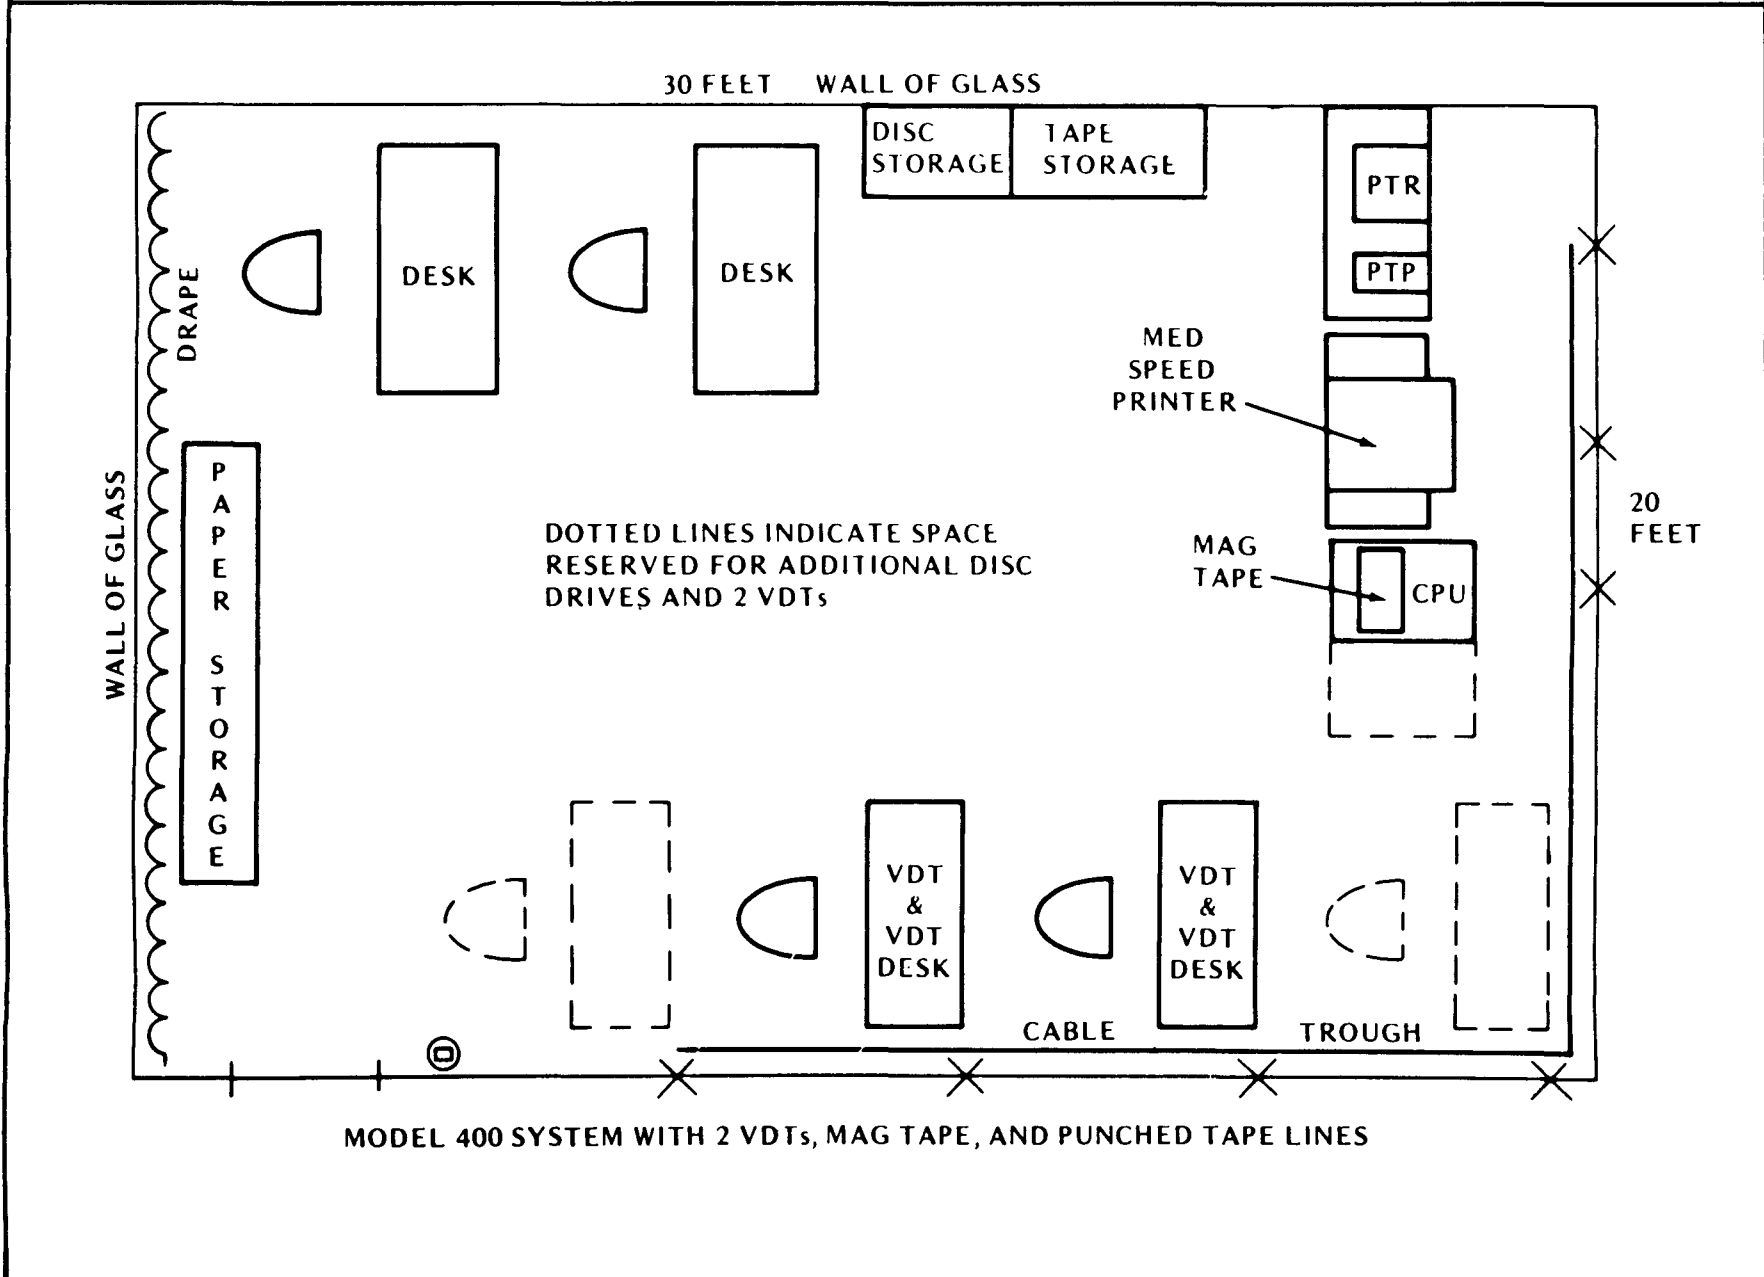 30 FEET WALL OF GLASS
DISC
STORAGE
TAPE
STORAGE
PTR
PTP
DESK
DESK
DRAPE
MED
SPEED
PRINTER
WALL OF GLASS
PAPER STORAGE
DOTTED LINES INDICATE SPACE
RESERVED FOR ADDITIONAL DISC
DRIVES AND 2 VDTs
MAG
TAPE
CPU
20
FEET
VDT
&
VDT
DESK
VDT
&
VDT
DESK
CABLE TROUGH
MODEL 400 SYSTEM WITH 2 VDTs, MAG TAPE, AND PUNCHED TAPE LINES